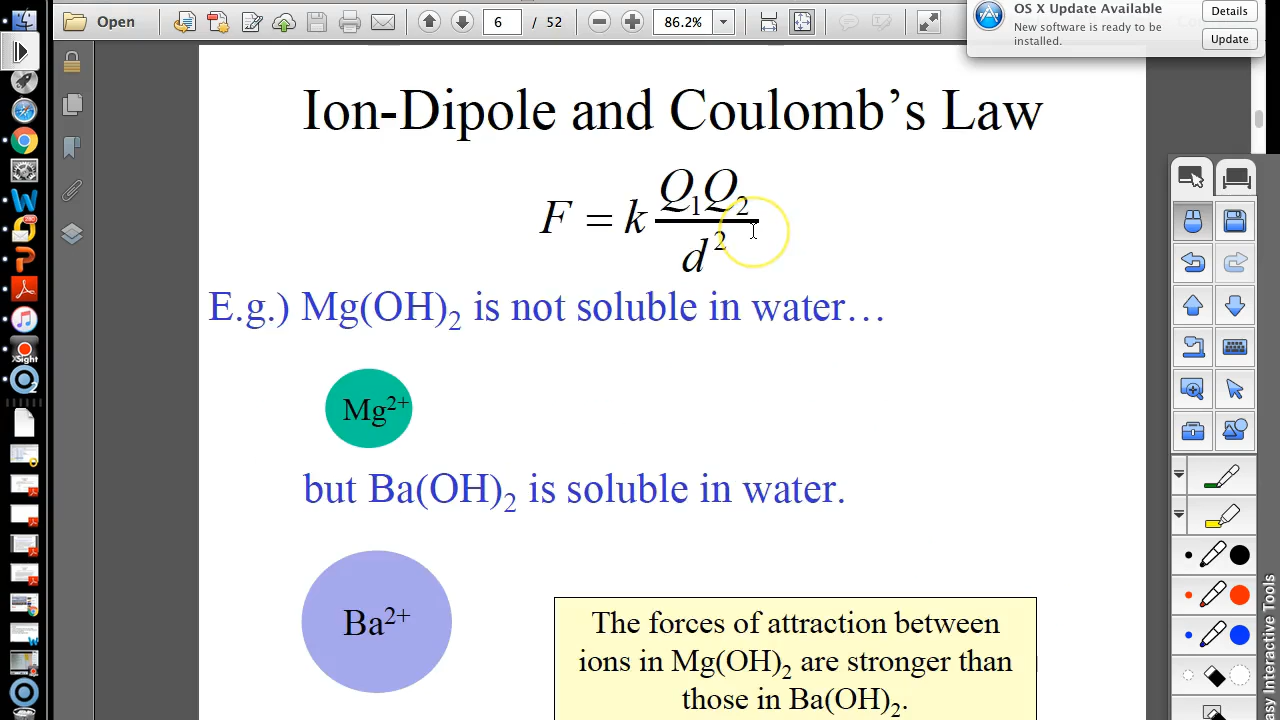 Open
6 / 52
86.2%
OS X Update Available
New software is ready to be
installed.
Details
Update
Ion-Dipole and Coulomb's Law
F = k Q₁Q₂ / d²
E.g.) Mg(OH)₂ is not soluble in water…
Mg²⁺
but Ba(OH)₂ is soluble in water.
Ba²⁺
The forces of attraction between
ions in Mg(OH)₂ are stronger than
those in Ba(OH)₂.
Sight
2